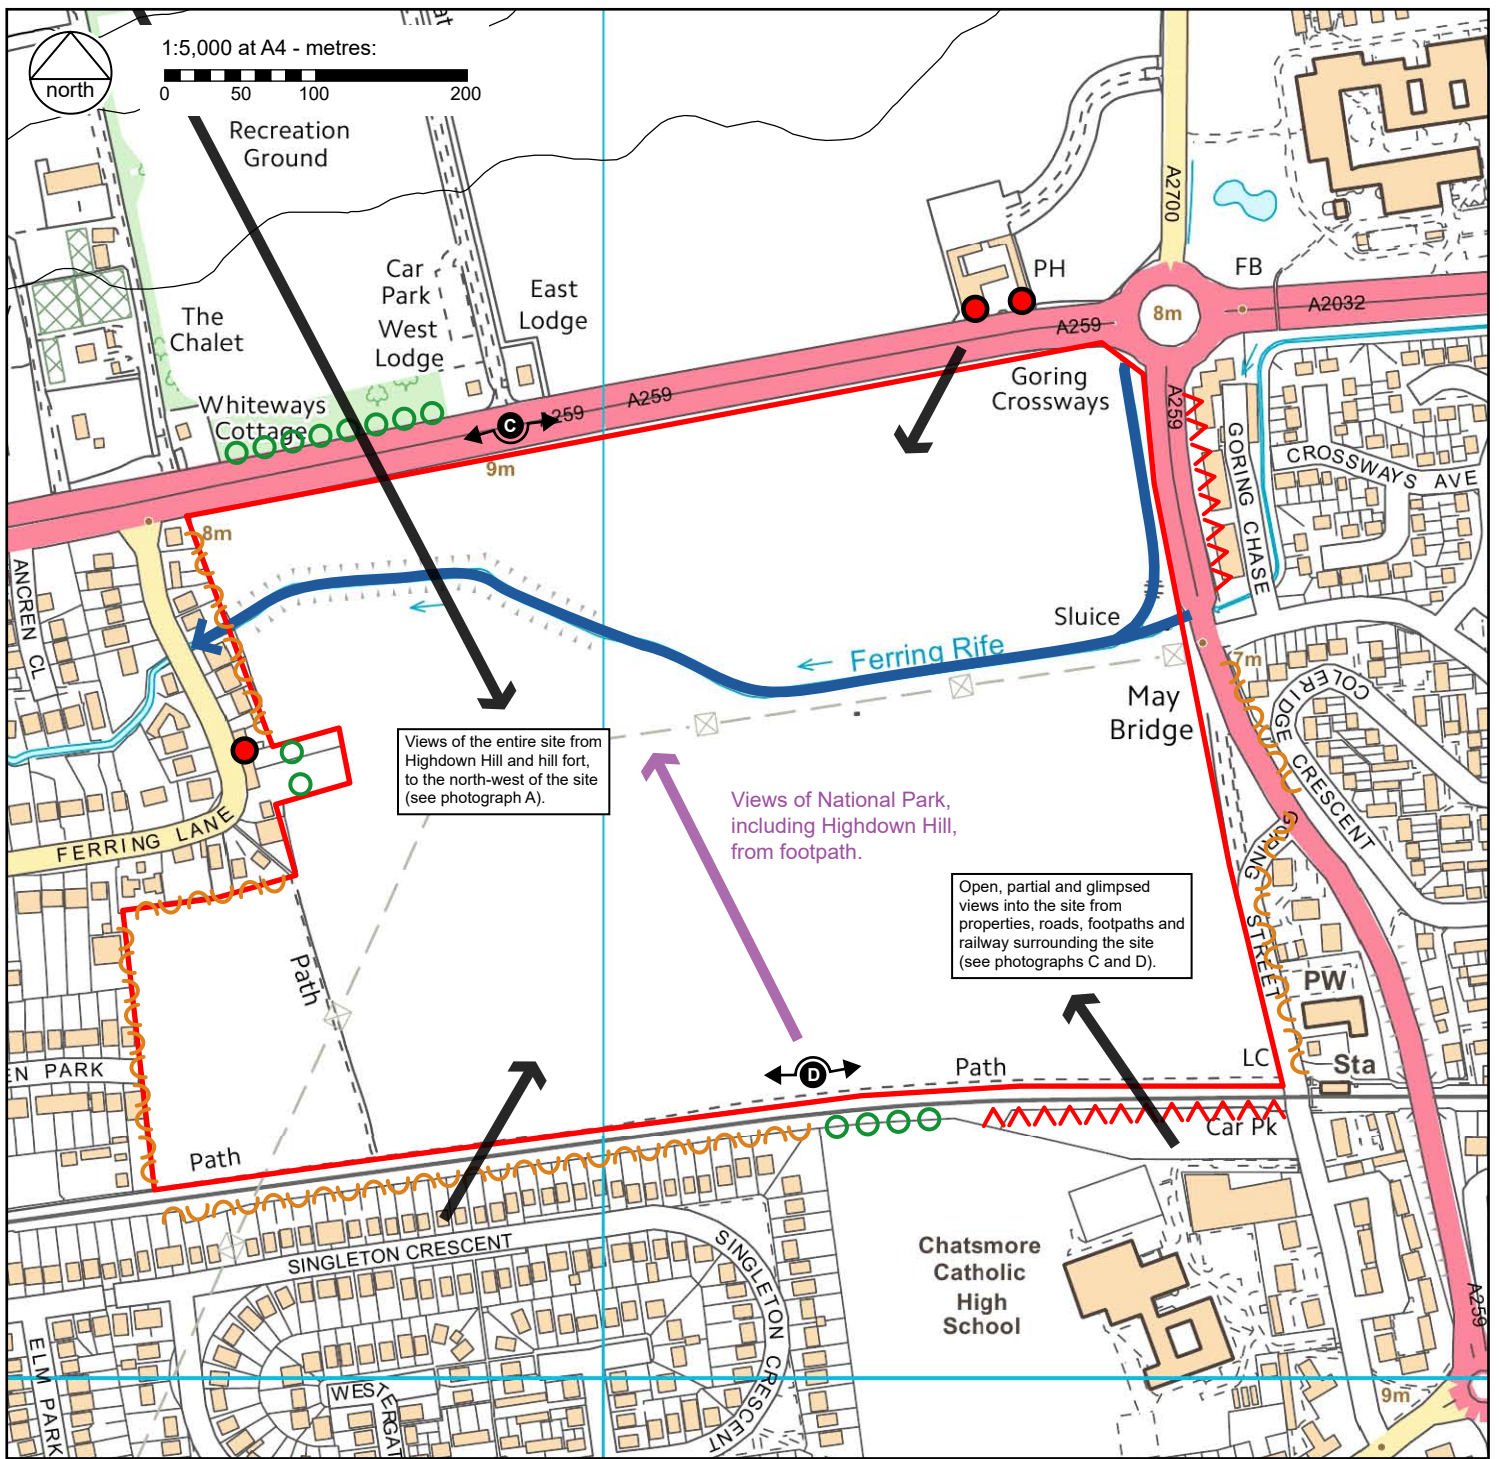 1:5,000 at A4 - metres:
0 50 100 200
north
Recreation
Ground
Car
Park
West
Lodge
East
Lodge
The
Chalet
Whiteways
Cottage
PH
FB
A2700
A2032
8m
A259
A259
259
C
9m
8m
Goring
Crossways
A259
GORING CHASE
CROSSWAYS AVE
ANCREN CL
Sluice
Ferring Rife
7m
May
Bridge
COLERIDGE CRESCENT
Views of the entire site from
Highdown Hill and hill fort,
to the north-west of the site
(see photograph A).
Views of National Park,
including Highdown Hill,
from footpath.
FERRING LANE
GORING STREET
Open, partial and glimpsed
views into the site from
properties, roads, footpaths and
railway surrounding the site
(see photographs C and D).
Path
PW
Sta
LC
EN PARK
D
Path
Car Pk
Path
SINGLETON CRESCENT
SINGLETON CRESCENT
Chatsmore
Catholic
High
School
A259
ELM PARK
WESTERGAT
9m